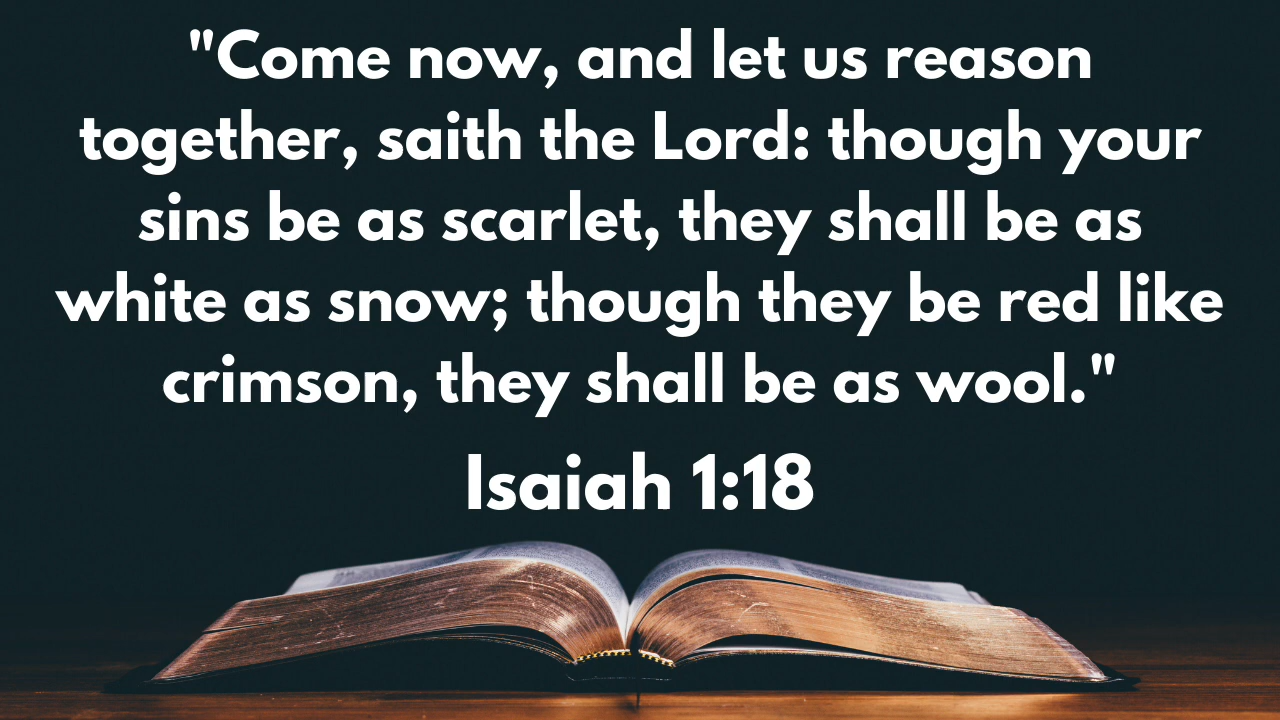 "Come now, and let us reason
together, saith the Lord: though your
sins be as scarlet, they shall be as
white as snow; though they be red like
crimson, they shall be as wool."
Isaiah 1:18